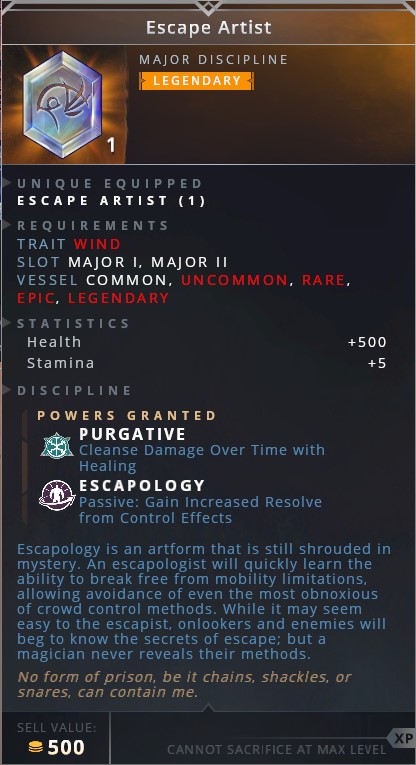 Escape Artist
MAJOR DISCIPLINE
LEGENDARY
1
UNIQUE EQUIPPED
ESCAPE ARTIST (1)
REQUIREMENTS
TRAIT WIND
SLOT MAJOR I, MAJOR II
VESSEL COMMON, UNCOMMON, RARE,
EPIC, LEGENDARY
STATISTICS
Health +500
Stamina +5
DISCIPLINE
POWERS GRANTED
PURGATIVE
Cleanse Damage Over Time with
Healing
ESCAPOLOGY
Passive: Gain Increased Resolve
from Control Effects
Escapology is an artform that is still shrouded in
mystery. An escapologist will quickly learn the
ability to break free from mobility limitations,
allowing avoidance of even the most obnoxious
of crowd control methods. While it may seem
easy to the escapist, onlookers and enemies will
beg to know the secrets of escape; but a
magician never reveals their methods.
No form of prison, be it chains, shackles, or
snares, can contain me.
SELL VALUE:
500
XP
CANNOT SACRIFICE AT MAX LEVEL